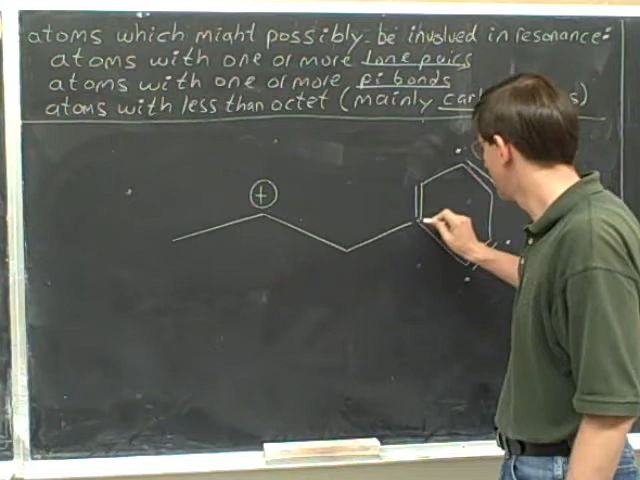 atoms which might possibly be involved in resonance:
atoms with one or more lone pairs
atoms with one or more pi bonds
atoms with less than octet (mainly car s)
+